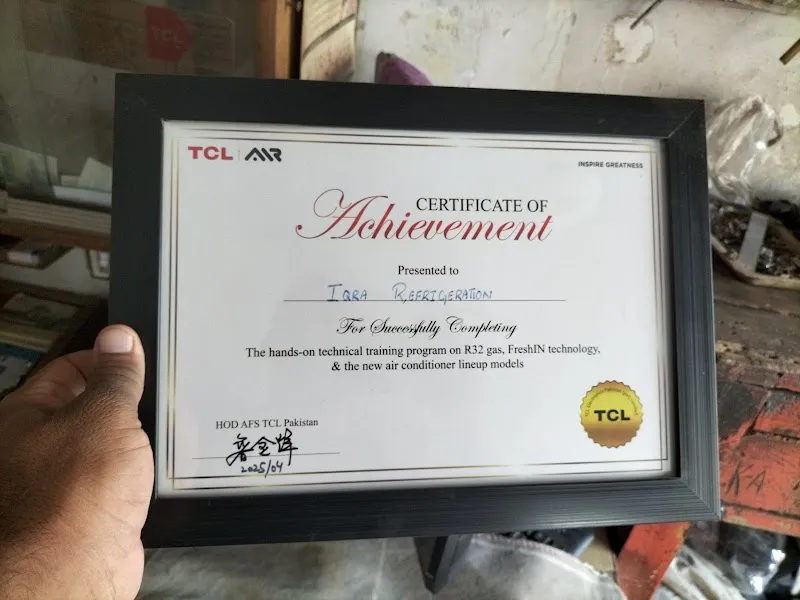 TCL | AIR
INSPIRE GREATNESS
CERTIFICATE OF
Achievement
Presented to
IQRA REFRIGERATION
For Successfully Completing
The hands-on technical training program on R32 gas, FreshIN technology,
& the new air conditioner lineup models
HOD AFS TCL Pakistan
2025/04
TCL
TCL